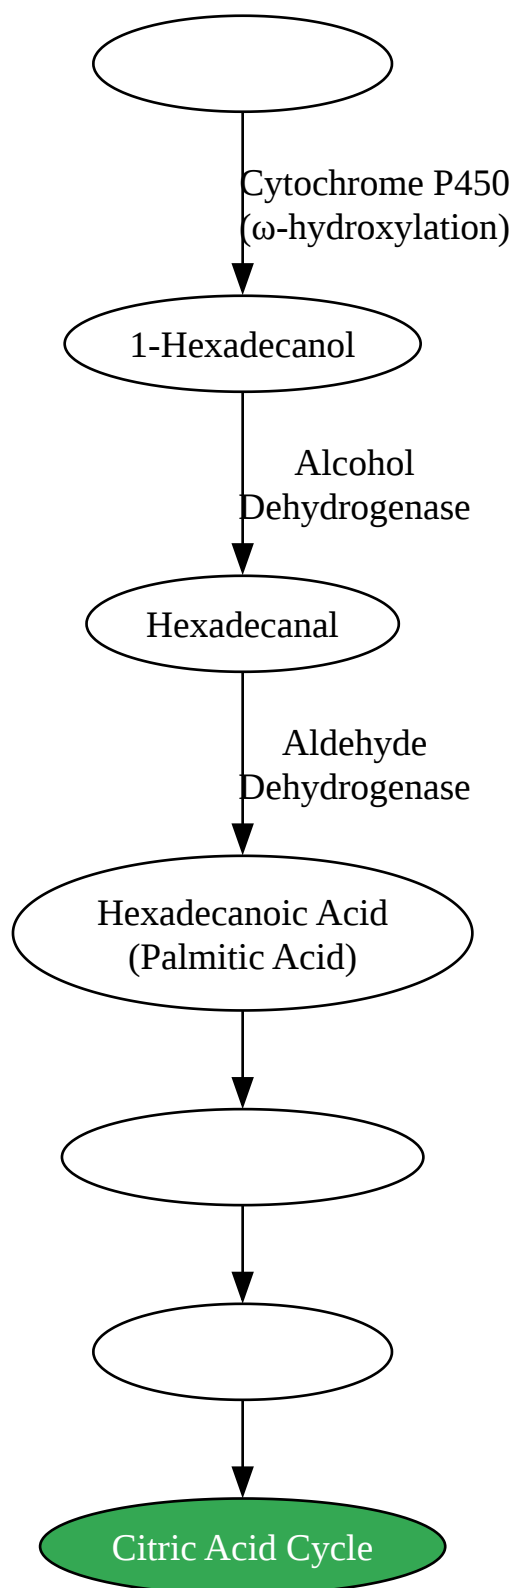 Cytochrome P450
(ω-hydroxylation)
1-Hexadecanol
Alcohol
Dehydrogenase
Hexadecanal
Aldehyde
Dehydrogenase
Hexadecanoic Acid
(Palmitic Acid)
Citric Acid Cycle